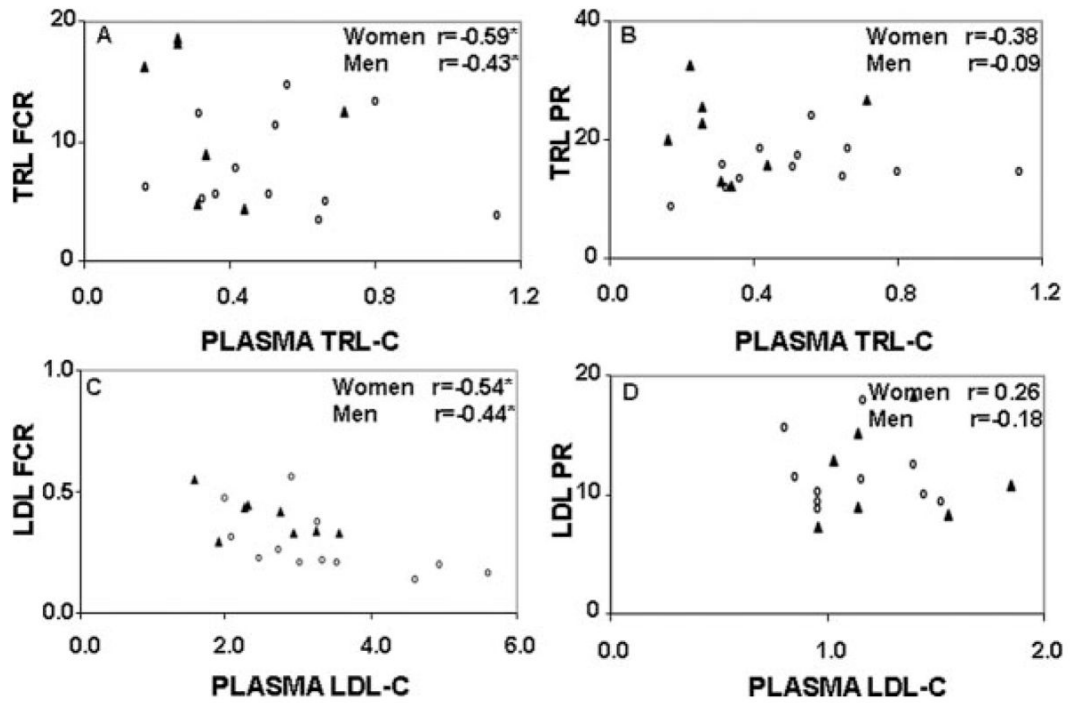 A
Women r=-0.59*
Men r=-0.43*
TRL FCR
20
10
0
0.0 0.4 0.8 1.2
PLASMA TRL-C
B
Women r=-0.38
Men r=-0.09
TRL PR
40
20
0
0.0 0.4 0.8 1.2
PLASMA TRL-C
C
Women r=-0.54*
Men r=-0.44*
LDL FCR
1.0
0.5
0.0
0.0 2.0 4.0 6.0
PLASMA LDL-C
D
Women r= 0.26
Men r=-0.18
LDL PR
20
10
0
0.0 1.0 2.0
PLASMA LDL-C